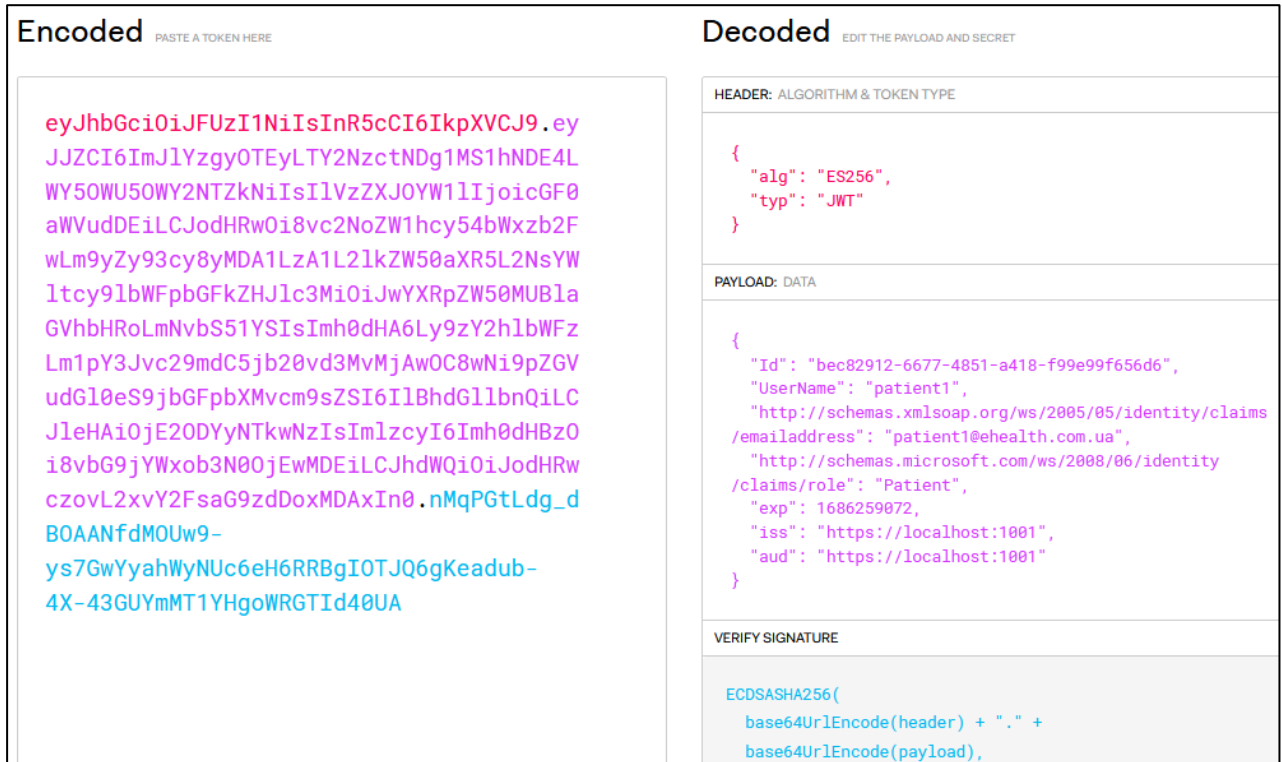 Encoded PASTE A TOKEN HERE
eyJhbGciOiJFUzI1NiIsInR5cCI6IkpXVCJ9.ey
JJZCI6ImJlYzgyOTEyLTY2NzctNDg1MS1hNDE4L
WY5OWU5OWY2NTZkNiIsIlVzZXJOYW1lIjoicGF0
aWVudDEiLCJodHRwOi8vc2NoZW1hcy54bWxzb2F
wLm9yZy93cy8yMDA1LzA1L2lkZW50aXR5L2NsYW
ltcy9lbWFpbGFkZHJlc3MiOiJwYXRpZW50MUBla
GVhbHRoLmNvbS51YSIsImh0dHA6Ly9zY2hlbWFz
Lm1pY3Jvc29mdC5jb20vd3MvMjAwOC8wNi9pZGV
udGl0eS9jbGFpbXMvcm9sZSI6IlBhdGllbnQiLC
JleHAiOjE2ODYyNTkwNzIsImlzcyI6Imh0dHBzO
i8vbG9jYWxob3N0OjEwMDEiLCJhdWQiOiJodHRw
czovL2xvY2FsaG9zdDoxMDAxIn0.nMqPGtLdg_d
BOAANfdMOUw9-
ys7GwYyahWyNUc6eH6RRBgIOTJQ6gKeadub-
4X-43GUYmMT1YHgoWRGTId40UA
Decoded EDIT THE PAYLOAD AND SECRET
HEADER: ALGORITHM & TOKEN TYPE
{
"alg": "ES256",
"typ": "JWT"
}
PAYLOAD: DATA
{
"Id": "bec82912-6677-4851-a418-f99e99f656d6",
"UserName": "patient1",
"http://schemas.xmlsoap.org/ws/2005/05/identity/claims
/emailaddress": "patient1@ehealth.com.ua",
"http://schemas.microsoft.com/ws/2008/06/identity
/claims/role": "Patient",
"exp": 1686259072,
"iss": "https://localhost:1001",
"aud": "https://localhost:1001"
}
VERIFY SIGNATURE
ECDSASHA256(
base64UrlEncode(header) + "." +
base64UrlEncode(payload),